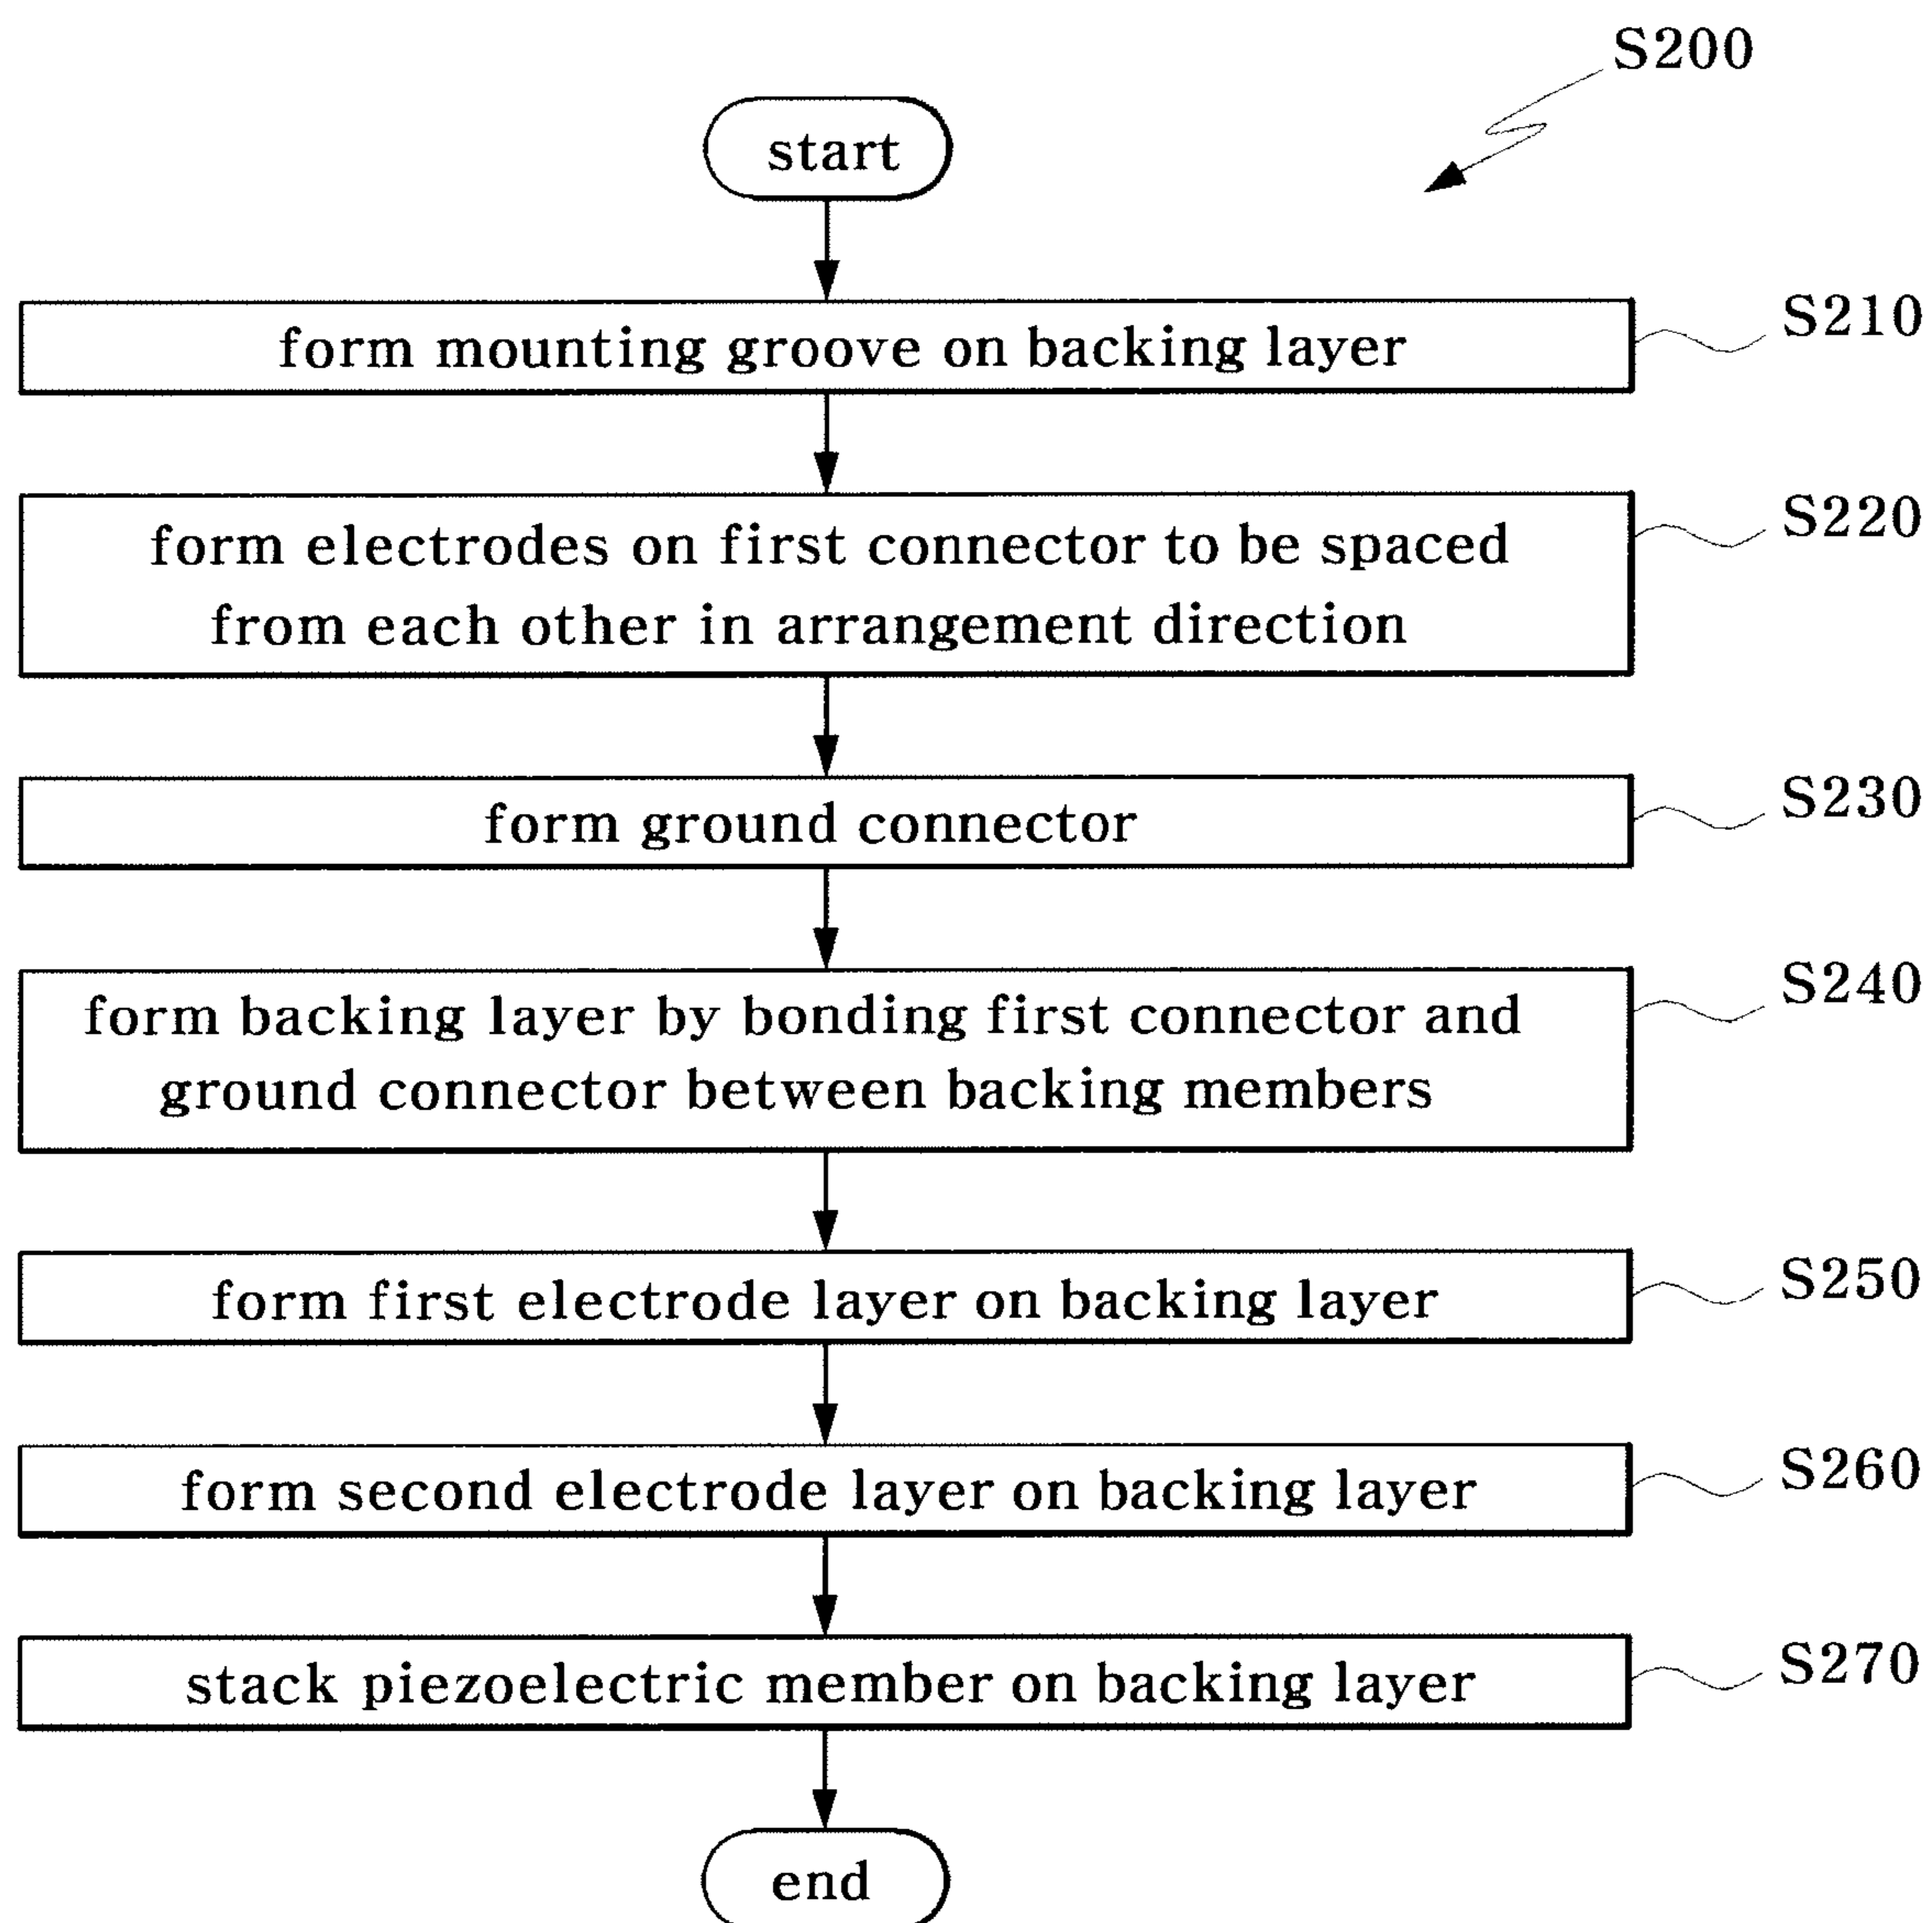 S200
start
form mounting groove on backing layer
S210
form electrodes on first connector to be spaced
from each other in arrangement direction
S220
form ground connector
S230
form backing layer by bonding first connector and
ground connector between backing members
S240
form first electrode layer on backing layer
S250
form second electrode layer on backing layer
S260
stack piezoelectric member on backing layer
S270
end